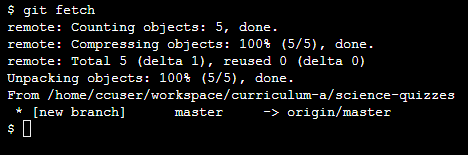 $ git fetch
remote: Counting objects: 5, done.
remote: Compressing objects: 100% (5/5), done.
remote: Total 5 (delta 1), reused 0 (delta 0)
Unpacking objects: 100% (5/5), done.
From /home/ccuser/workspace/curriculum-a/science-quizzes
 * [new branch]      master     -> origin/master
$